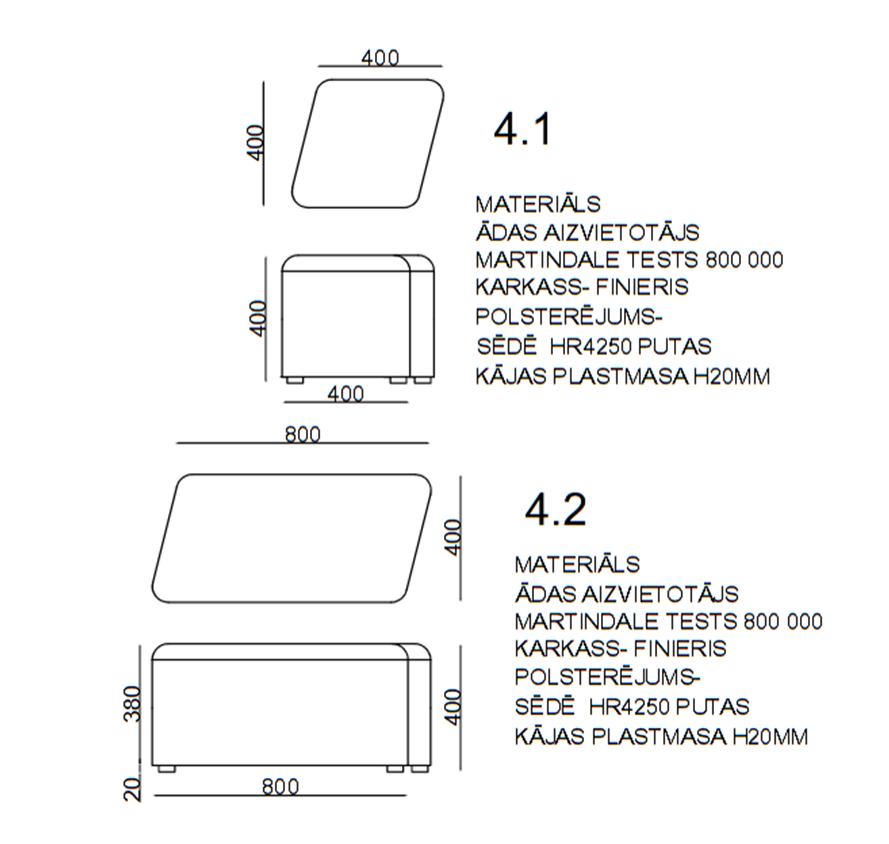 400
400
4.1
MATERIĀLS
ĀDAS AIZVIETOTĀJS
MARTINDALE TESTS 800 000
KARKASS- FINIERIS
POLSTERĒJUMS-
SĒDĒ HR4250 PUTAS
KĀJAS PLASTMASA H20MM
400
400
800
400
4.2
MATERIĀLS
ĀDAS AIZVIETOTĀJS
MARTINDALE TESTS 800 000
KARKASS- FINIERIS
POLSTERĒJUMS-
SĒDĒ HR4250 PUTAS
KĀJAS PLASTMASA H20MM
380
400
20
800